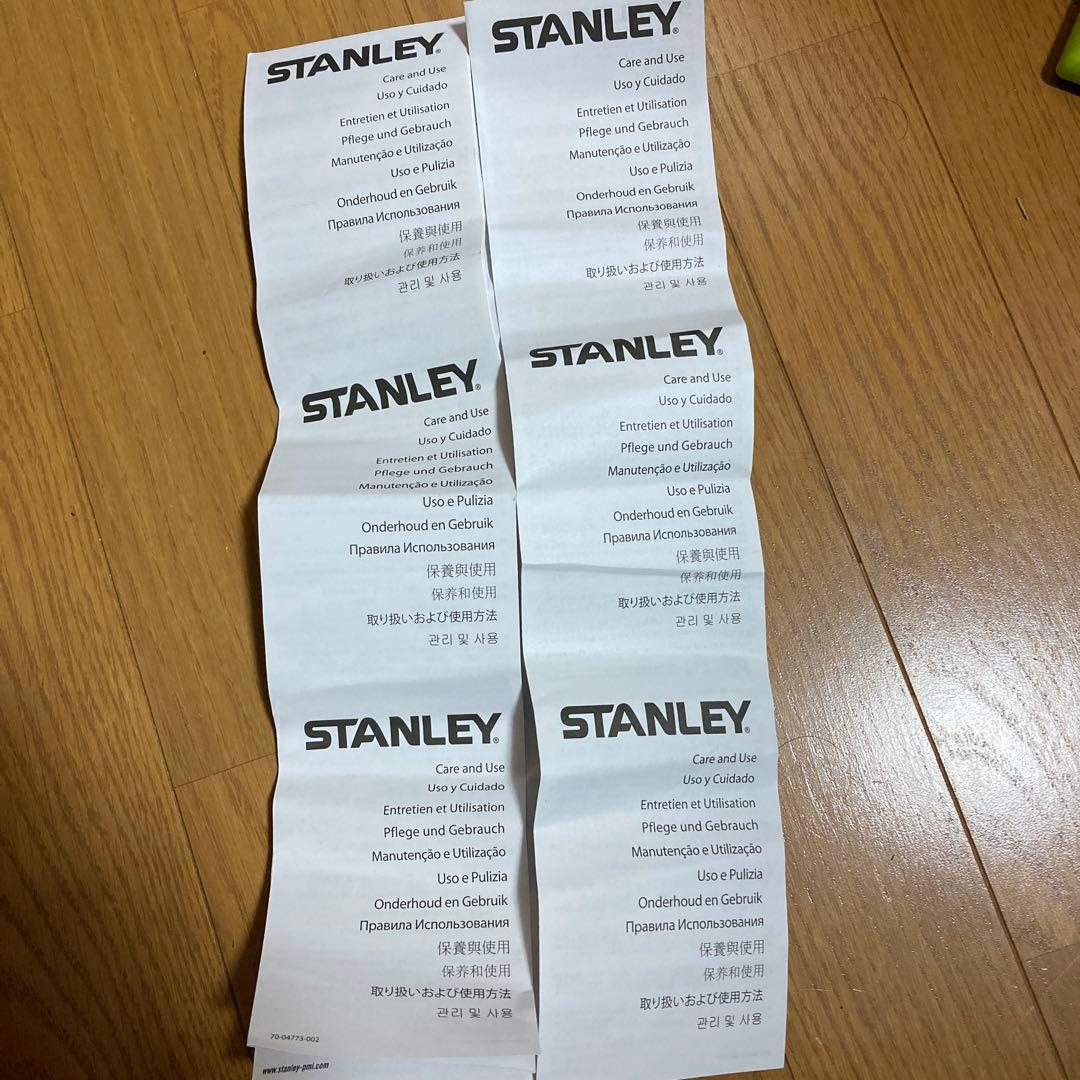 STANLEY®
Care and Use
Uso y Cuidado
Entretien et Utilisation
Pflege und Gebrauch
Manutenção e Utilização
Uso e Pulizia
Onderhoud en Gebruik
Правила Использования
保養與使用
保养和使用
取り扱いおよび使用方法
관리 및 사용
STANLEY®
Care and Use
Uso y Cuidado
Entretien et Utilisation
Pflege und Gebrauch
Manutenção e Utilização
Uso e Pulizia
Onderhoud en Gebruik
Правила Использования
保養與使用
保养和使用
取り扱いおよび使用方法
관리 및 사용
STANLEY®
Care and Use
Uso y Cuidado
Entretien et Utilisation
Pflege und Gebrauch
Manutenção e Utilização
Uso e Pulizia
Onderhoud en Gebruik
Правила Использования
保養與使用
保养和使用
取り扱いおよび使用方法
관리 및 사용
70-04773-002
www.stanley-pmi.com
STANLEY®
Care and Use
Uso y Cuidado
Entretien et Utilisation
Pflege und Gebrauch
Manutenção e Utilização
Uso e Pulizia
Onderhoud en Gebruik
Правила Использования
保養與使用
保养和使用
取り扱いおよび使用方法
관리 및 사용
STANLEY®
Care and Use
Uso y Cuidado
Entretien et Utilisation
Pflege und Gebrauch
Manutenção e Utilização
Uso e Pulizia
Onderhoud en Gebruik
Правила Использования
保養與使用
保养和使用
取り扱いおよび使用方法
관리 및 사용
STANLEY®
Care and Use
Uso y Cuidado
Entretien et Utilisation
Pflege und Gebrauch
Manutenção e Utilização
Uso e Pulizia
Onderhoud en Gebruik
Правила Использования
保養與使用
保养和使用
取り扱いおよび使用方法
관리 및 사용